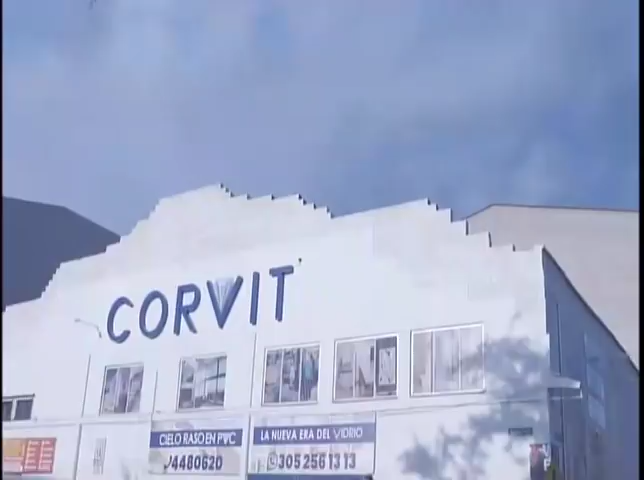 CORVIT
CIELO RASO EN PVC
4480620
LA NUEVA ERA DEL VIDRIO
305 256 13 13